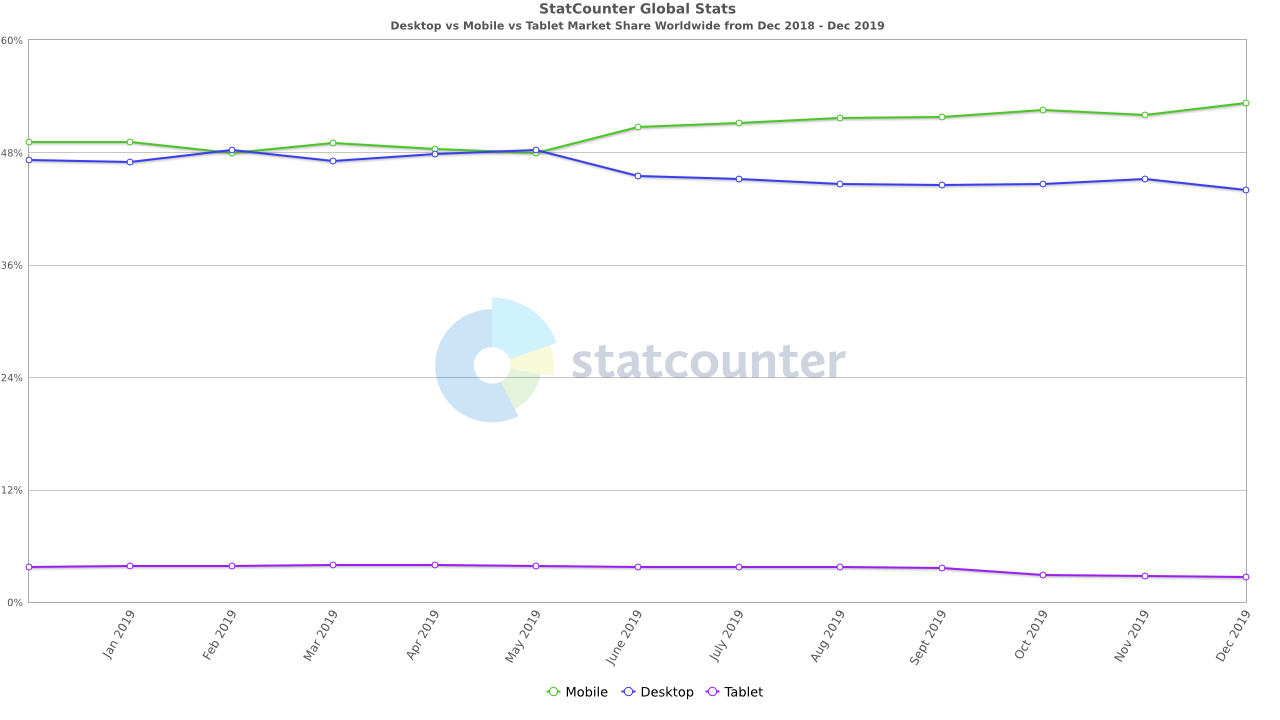 StatCounter Global Stats
Desktop vs Mobile vs Tablet Market Share Worldwide from Dec 2018 - Dec 2019
60%
48%
36%
24%
12%
0%
statcounter
Jan 2019
Feb 2019
Mar 2019
Apr 2019
May 2019
June 2019
July 2019
Aug 2019
Sept 2019
Oct 2019
Nov 2019
Dec 2019
Mobile Desktop Tablet